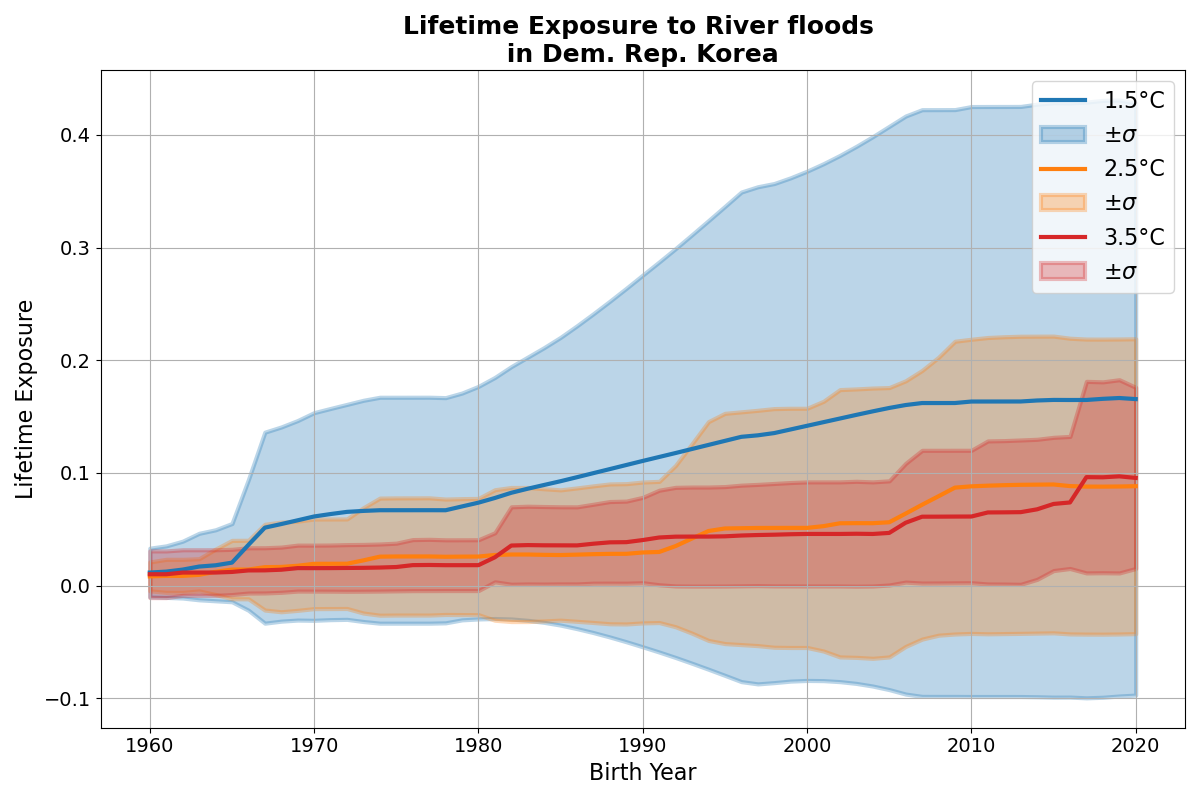 Lifetime Exposure to River floods
in Dem. Rep. Korea
Lifetime Exposure
0.4
0.3
0.2
0.1
0.0
−0.1
1960 1970 1980 1990 2000 2010 2020
Birth Year
1.5°C
±σ
2.5°C
±σ
3.5°C
±σ